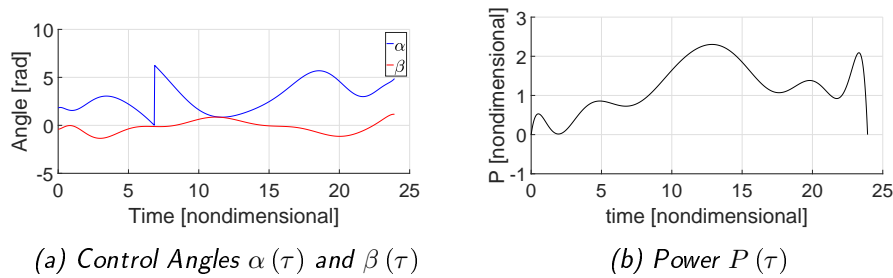 10
5
0
-5
Angle [rad]
0 5 10 15 20 25
Time [nondimensional]
α
β
(a) Control Angles α (τ) and β (τ)
3
2
1
0
-1
P [nondimensional]
0 5 10 15 20 25
time [nondimensional]
(b) Power P (τ)